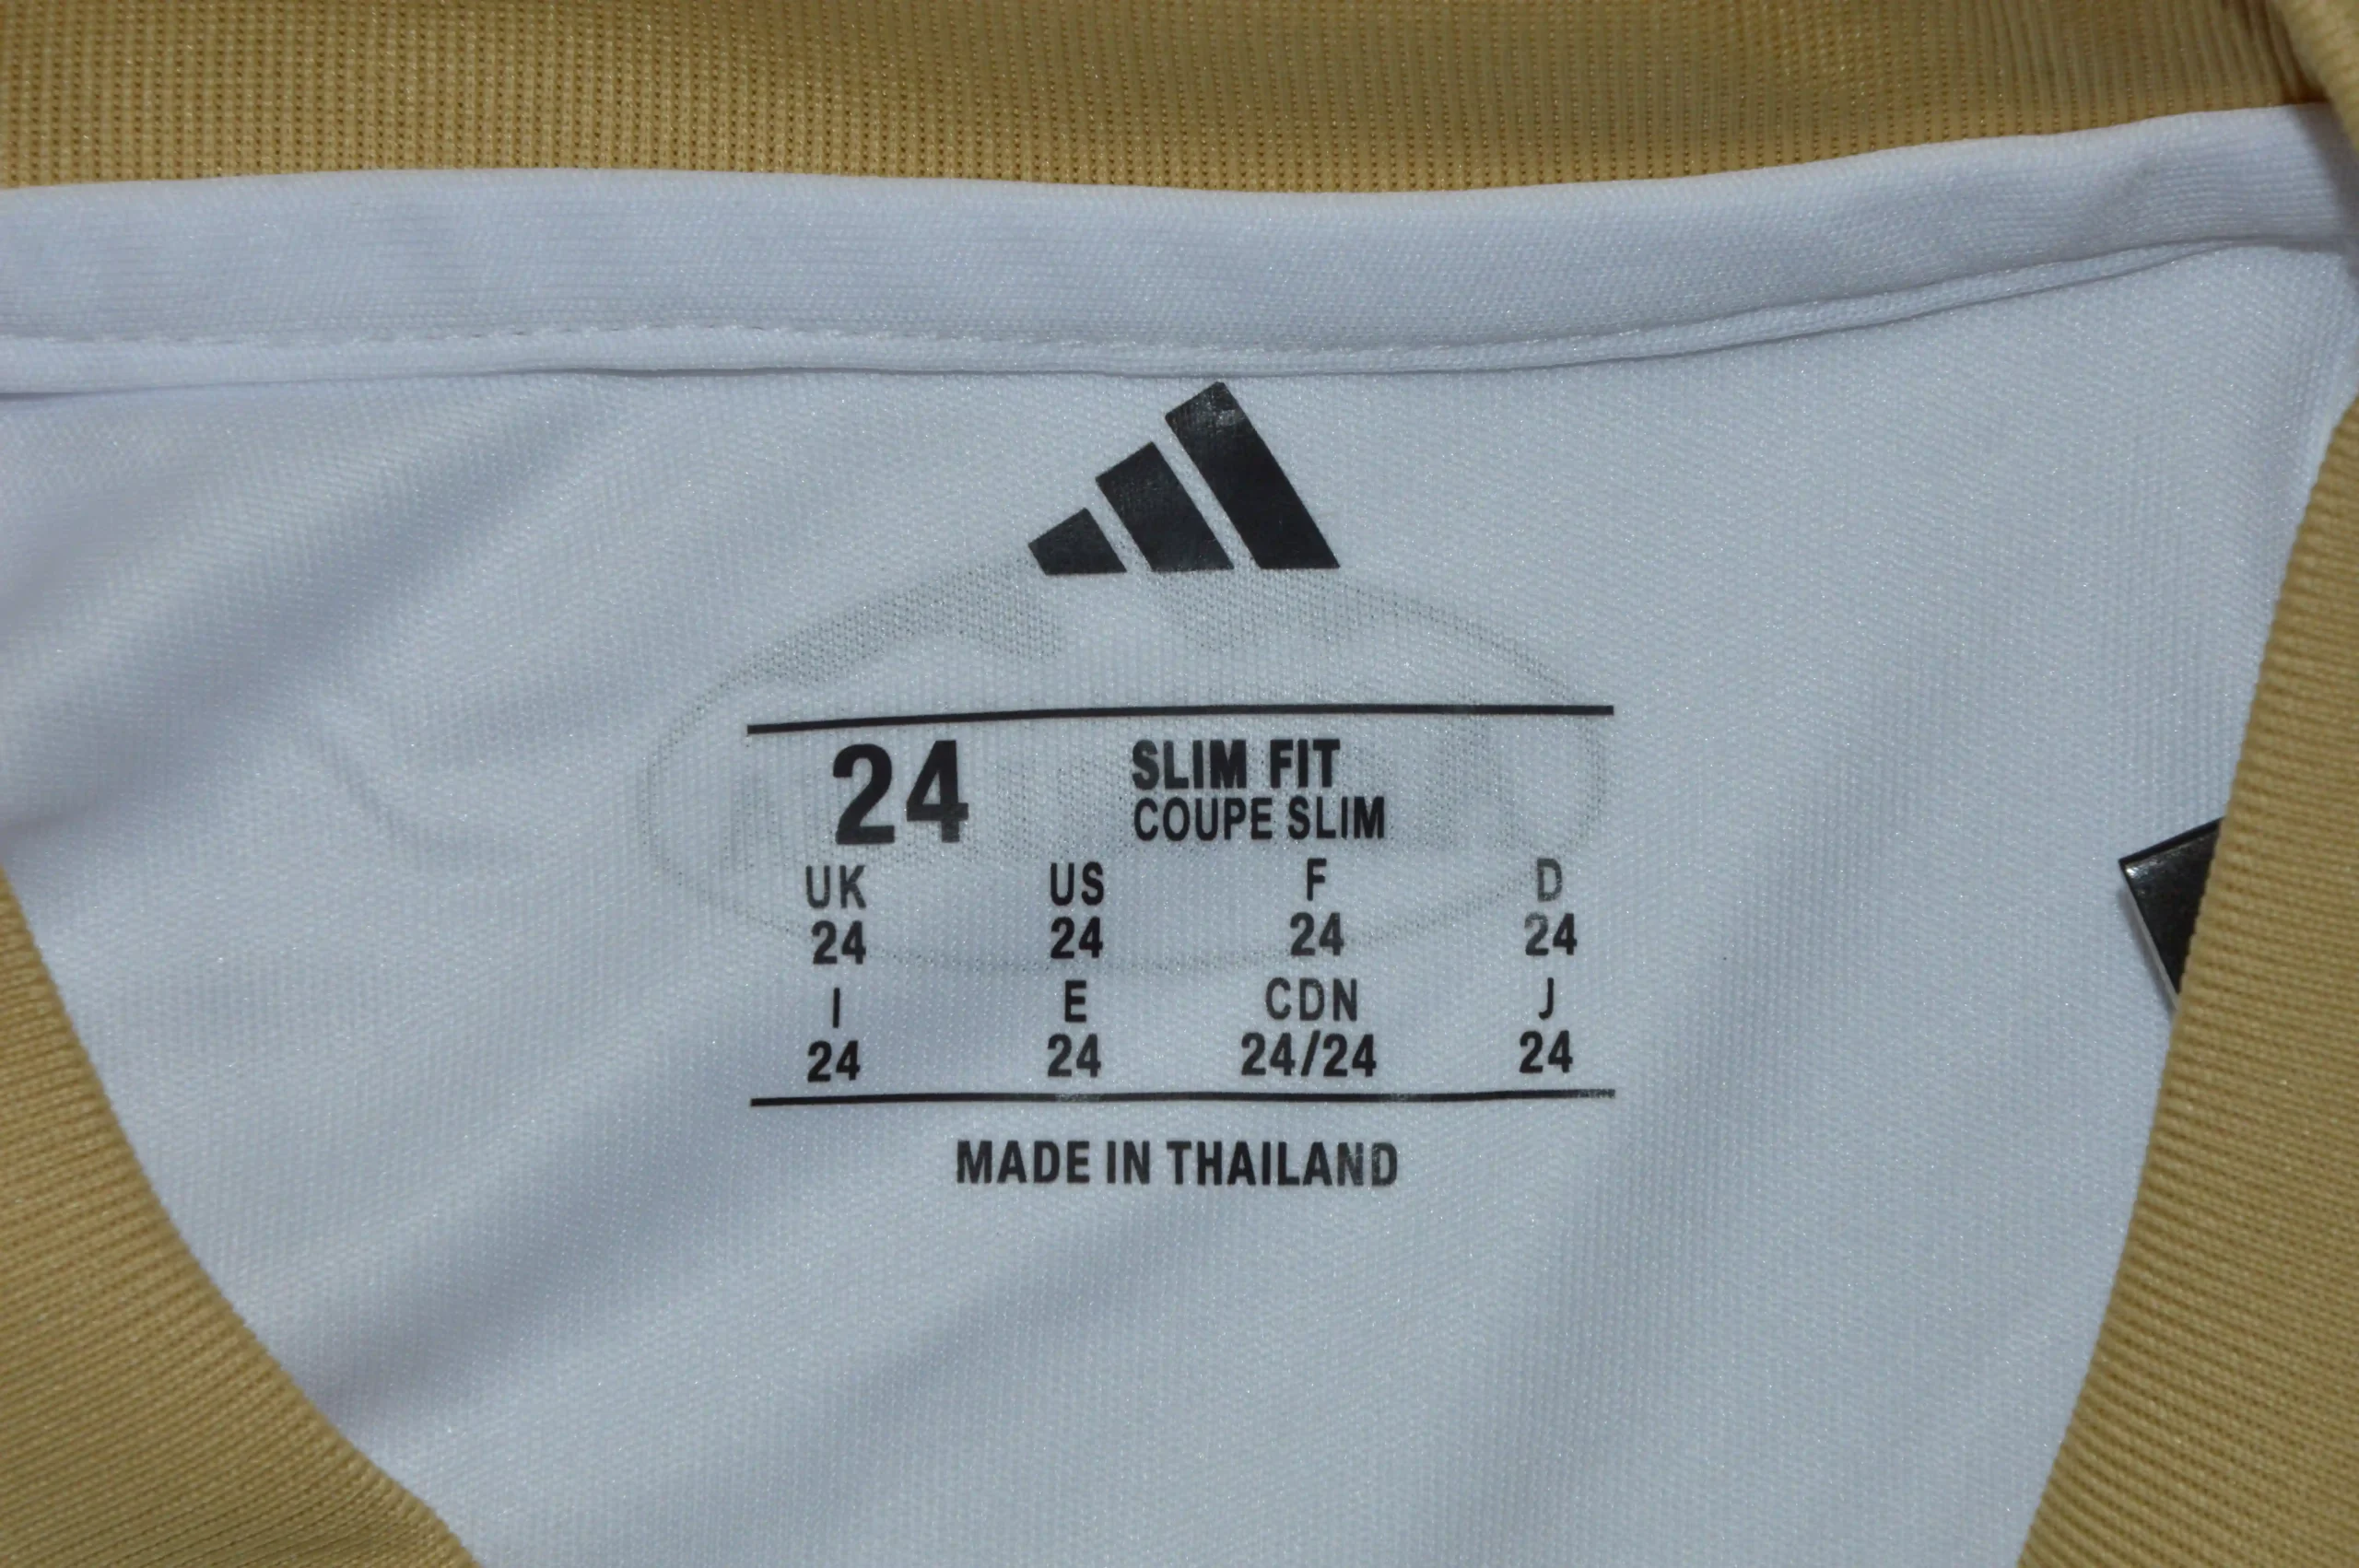 24 SLIM FIT
COUPE SLIM
UK US F D
24 24 24 24
I E CDN J
24 24 24/24 24
MADE IN THAILAND